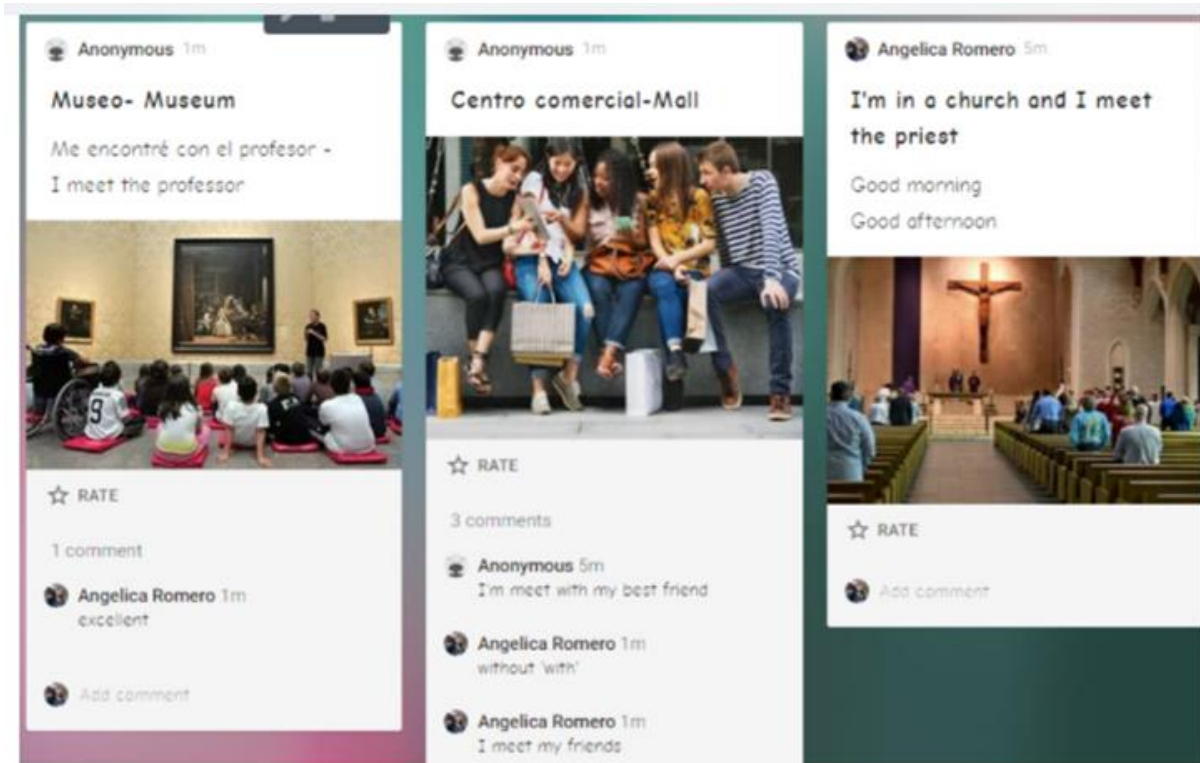 Anonymous 1m
Museo- Museum
Me encontré con el profesor -
I meet the professor
RATE
1 comment
Angelica Romero 1m
excellent
Add comment
Anonymous 1m
Centro comercial-Mall
RATE
3 comments
Anonymous 5m
I'm meet with my best friend
Angelica Romero 1m
without 'with'
Angelica Romero 1m
I meet my friends
Angelica Romero 5m
I'm in a church and I meet
the priest
Good morning
Good afternoon
RATE
Add comment